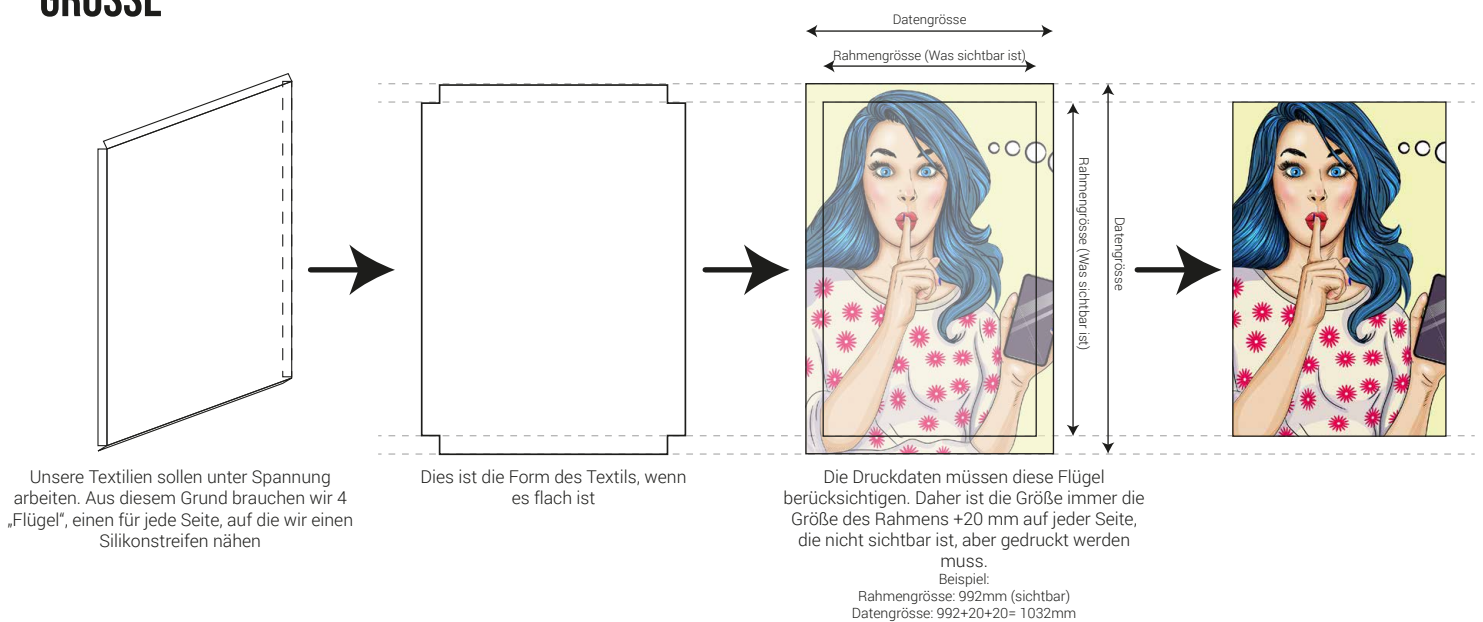 GRÖSSE
Datengrösse
Rahmengrösse (Was sichtbar ist)
Rahmengrösse (Was sichtbar ist)
Datengrösse
Unsere Textilien sollen unter Spannung
arbeiten. Aus diesem Grund brauchen wir 4
„Flügel“, einen für jede Seite, auf die wir einen
Silikonstreifen nähen
Dies ist die Form des Textils, wenn
es flach ist
Die Druckdaten müssen diese Flügel
berücksichtigen. Daher ist die Größe immer die
Größe des Rahmens +20 mm auf jeder Seite,
die nicht sichtbar ist, aber gedruckt werden
muss.
Beispiel:
Rahmengrösse: 992mm (sichtbar)
Datengrösse: 992+20+20= 1032mm